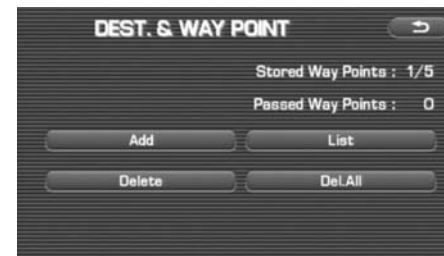 DEST. & WAY POINT
Stored Way Points : 1/5
Passed Way Points : 0
Add List
Delete Del.All